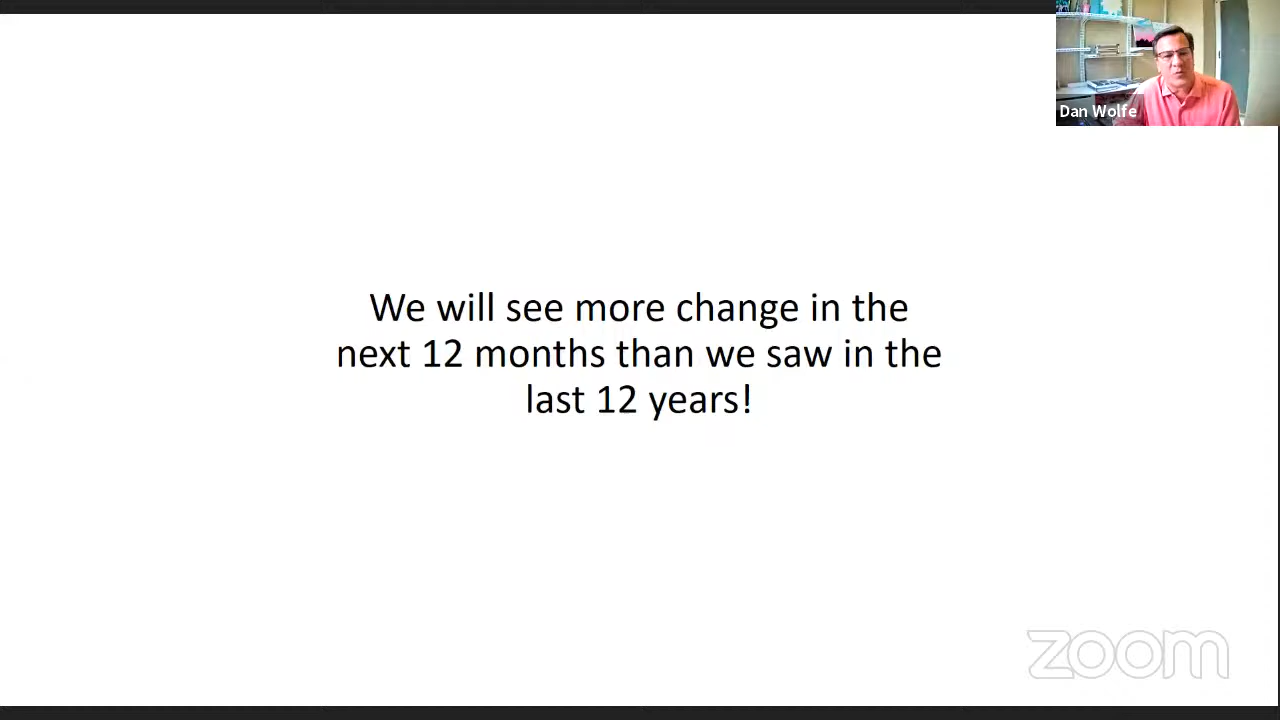 Dan Wolfe
We will see more change in the
next 12 months than we saw in the
last 12 years!
zoom